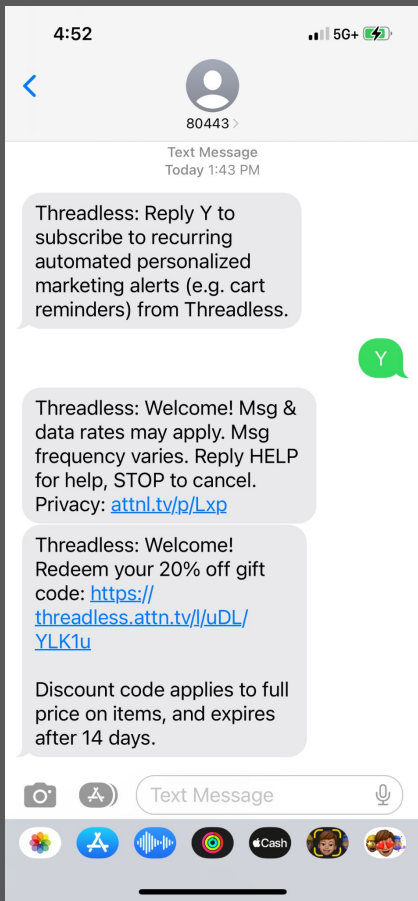 4:52
5G+
80443
Text Message
Today 1:43 PM
Threadless: Reply Y to
subscribe to recurring
automated personalized
marketing alerts (e.g. cart
reminders) from Threadless.
Y
Threadless: Welcome! Msg &
data rates may apply. Msg
frequency varies. Reply HELP
for help, STOP to cancel.
Privacy: attnl.tv/p/Lxp
Threadless: Welcome!
Redeem your 20% off gift
code: https://
threadless.attn.tv/l/uDL/
YLK1u
Discount code applies to full
price on items, and expires
after 14 days.
Text Message
Cash